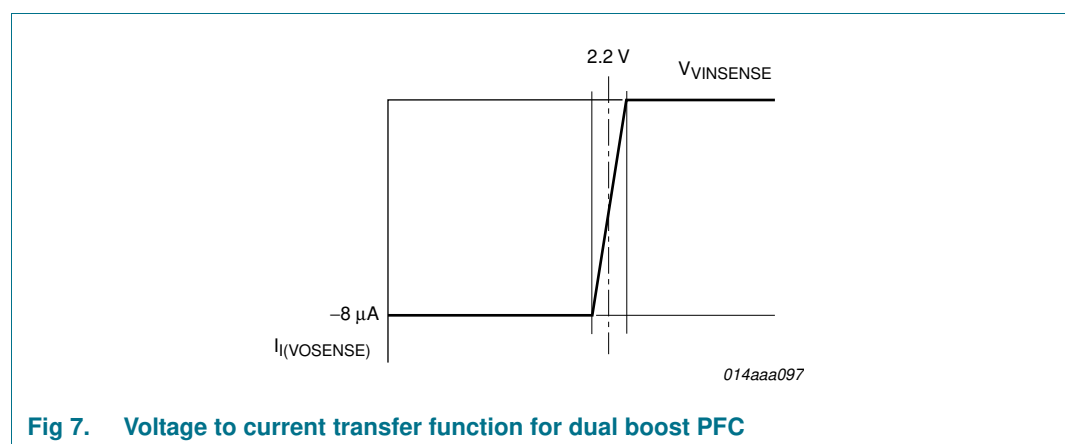 2.2 V
VVINSENSE
−8 μA
II(VOSENSE)
014aaa097
Fig 7. Voltage to current transfer function for dual boost PFC